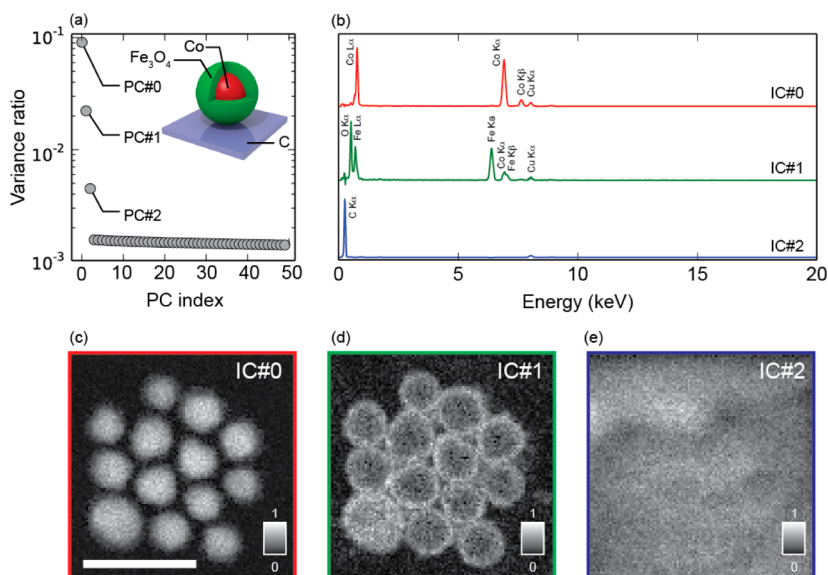 (a)
10⁻¹
10⁻²
10⁻³
Variance ratio
Fe₃O₄
Co
C
PC#0
PC#1
PC#2
0 10 20 30 40 50
PC index
(b)
Co Lα
Co Kα
Co Kβ
Cu Kα
IC#0
O Kα
Fe Lα
Fe Ka
Co Kα
Fe Kβ
Cu Kα
IC#1
C Kα
IC#2
0 5 10 15 20
Energy (keV)
(c)
IC#0
1
0
(d)
IC#1
1
0
(e)
IC#2
1
0